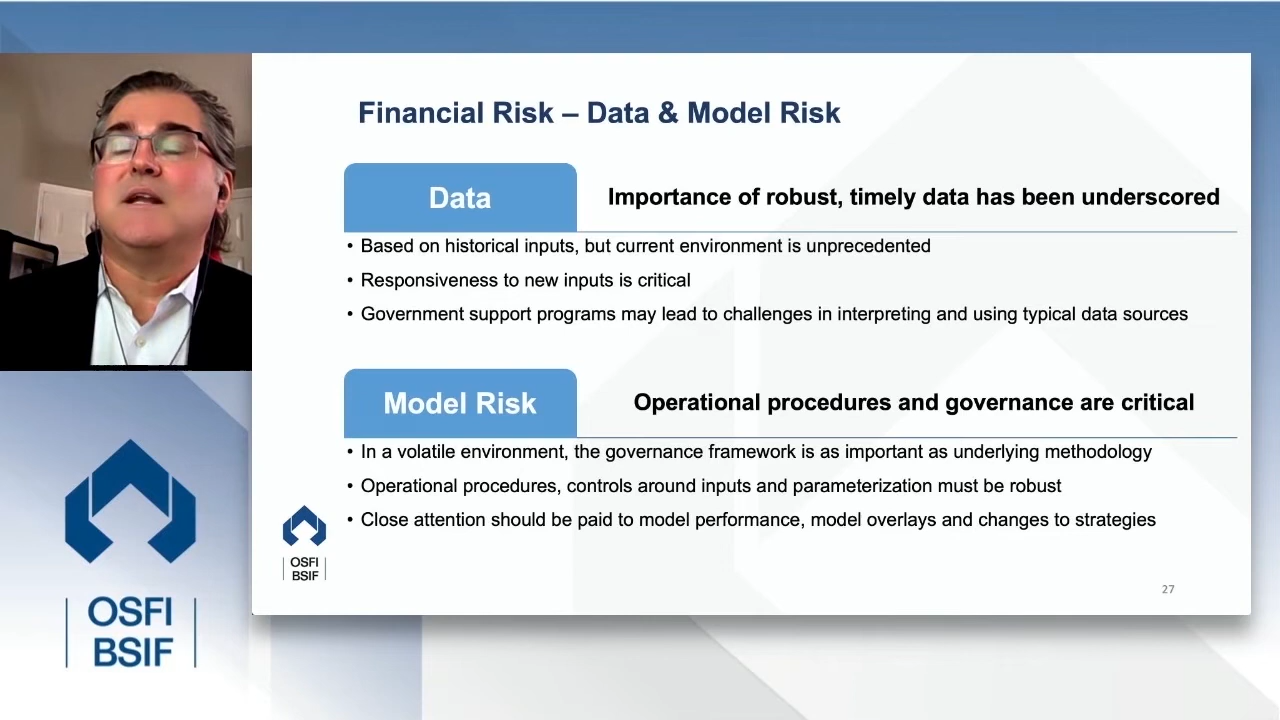 Financial Risk – Data & Model Risk
Data
Importance of robust, timely data has been underscored
• Based on historical inputs, but current environment is unprecedented
• Responsiveness to new inputs is critical
• Government support programs may lead to challenges in interpreting and using typical data sources
Model Risk
Operational procedures and governance are critical
• In a volatile environment, the governance framework is as important as underlying methodology
• Operational procedures, controls around inputs and parameterization must be robust
• Close attention should be paid to model performance, model overlays and changes to strategies
OSFI
BSIF
27
OSFI
BSIF